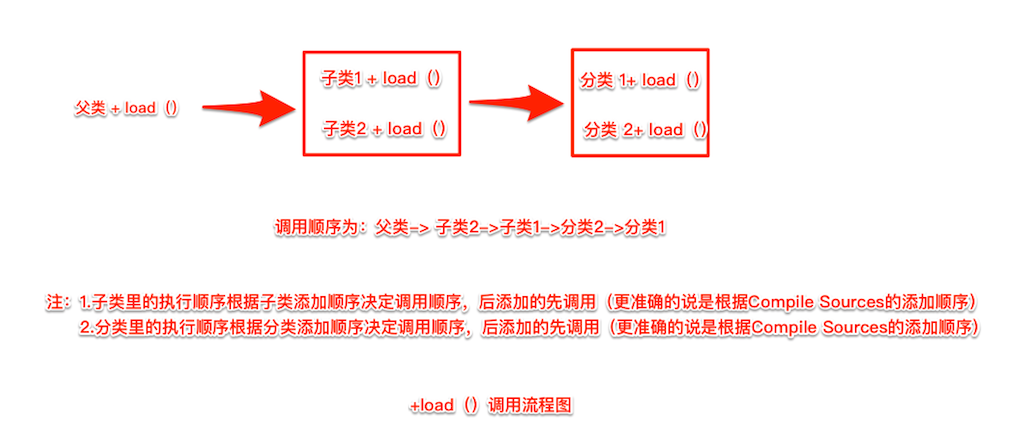 父类 + load（）
子类1 + load（）
子类2 + load（）
分类 1+ load（）
分类 2+ load（）
调用顺序为：父类-> 子类2->子类1->分类2->分类1
注：1.子类里的执行顺序根据子类添加顺序决定调用顺序，后添加的先调用（更准确的说是根据Compile Sources的添加顺序）
2.分类里的执行顺序根据分类添加顺序决定调用顺序，后添加的先调用（更准确的说是根据Compile Sources的添加顺序）
+load（）调用流程图